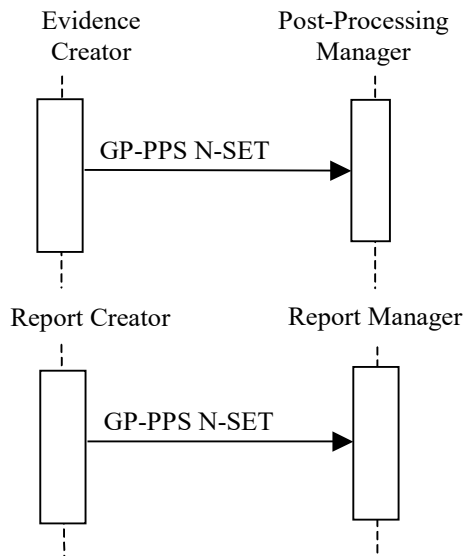 Evidence
Creator
Post-Processing
Manager
GP-PPS N-SET
Report Creator
Report Manager
GP-PPS N-SET